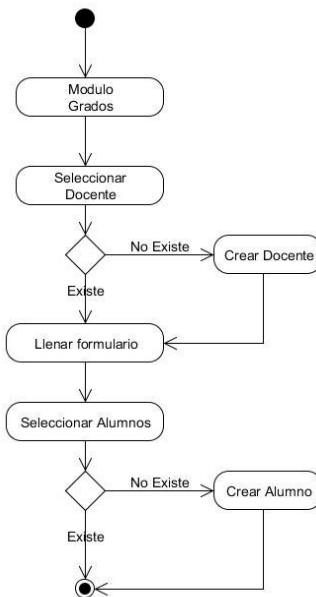 Modulo
Grados
Seleccionar
Docente
No Existe
Crear Docente
Existe
Llenar formulario
Seleccionar Alumnos
No Existe
Crear Alumno
Existe